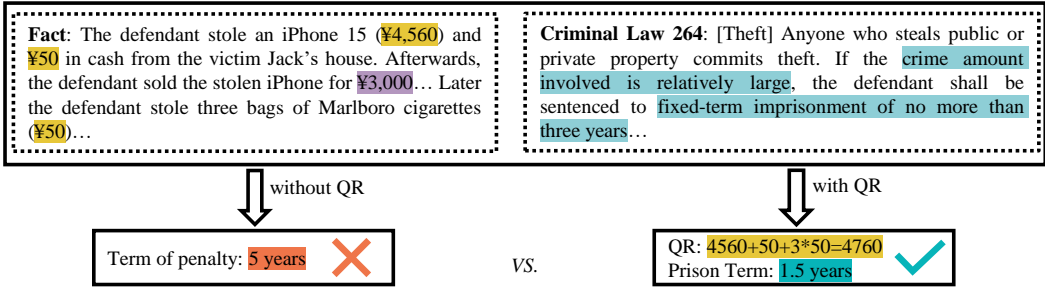 Fact: The defendant stole an iPhone 15 (¥4,560) and
¥50 in cash from the victim Jack's house. Afterwards,
the defendant sold the stolen iPhone for ¥3,000… Later
the defendant stole three bags of Marlboro cigarettes
(¥50)…
Criminal Law 264: [Theft] Anyone who steals public or
private property commits theft. If the crime amount
involved is relatively large, the defendant shall be
sentenced to fixed-term imprisonment of no more than
three years…
without QR
with QR
Term of penalty: 5 years
VS.
QR: 4560+50+3*50=4760
Prison Term: 1.5 years